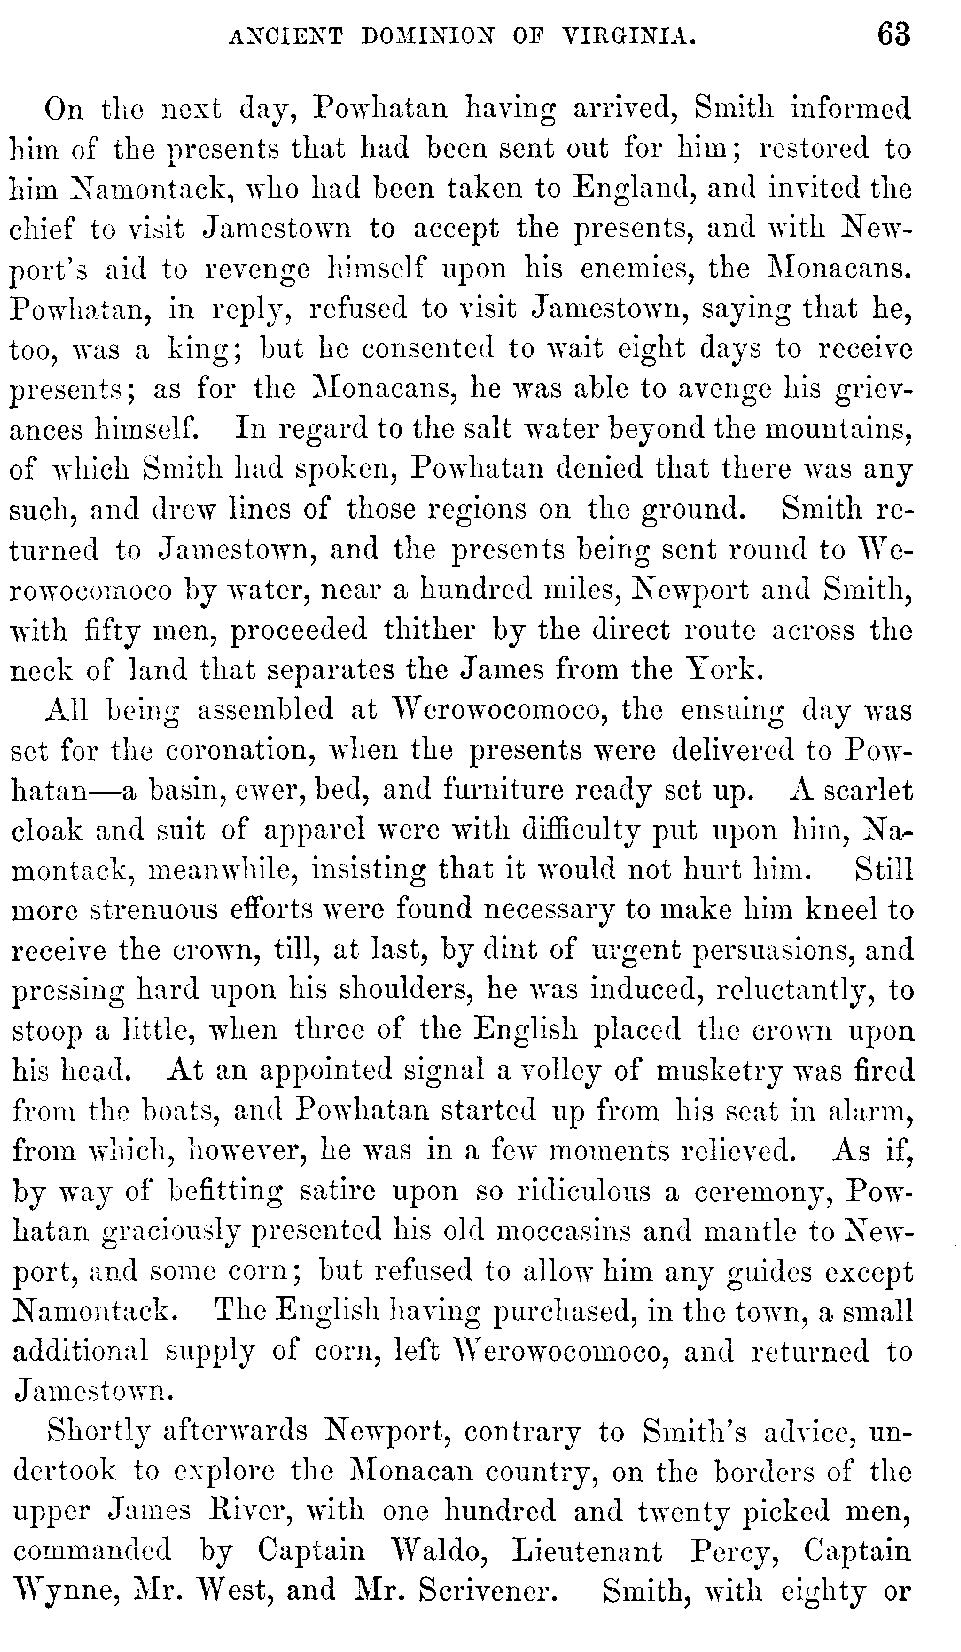 ANCIENT DOMINION OF VIRGINIA. 63
On the next day, Powhatan having arrived, Smith informed
him of the presents that had been sent out for him; restored to
him Namontack, who had been taken to England, and invited the
chief to visit Jamestown to accept the presents, and with New-
port's aid to revenge himself upon his enemies, the Monacans.
Powhatan, in reply, refused to visit Jamestown, saying that he,
too, was a king; but he consented to wait eight days to receive
presents; as for the Monacans, he was able to avenge his griev-
ances himself. In regard to the salt water beyond the mountains,
of which Smith had spoken, Powhatan denied that there was any
such, and drew lines of those regions on the ground. Smith re-
turned to Jamestown, and the presents being sent round to We-
rowocomoco by water, near a hundred miles, Newport and Smith,
with fifty men, proceeded thither by the direct route across the
neck of land that separates the James from the York.
All being assembled at Werowocomoco, the ensuing day was
set for the coronation, when the presents were delivered to Pow-
hatan—a basin, ewer, bed, and furniture ready set up. A scarlet
cloak and suit of apparel were with difficulty put upon him, Na-
montack, meanwhile, insisting that it would not hurt him. Still
more strenuous efforts were found necessary to make him kneel to
receive the crown, till, at last, by dint of urgent persuasions, and
pressing hard upon his shoulders, he was induced, reluctantly, to
stoop a little, when three of the English placed the crown upon
his head. At an appointed signal a volley of musketry was fired
from the boats, and Powhatan started up from his seat in alarm,
from which, however, he was in a few moments relieved. As if,
by way of befitting satire upon so ridiculous a ceremony, Pow-
hatan graciously presented his old moccasins and mantle to New-
port, and some corn; but refused to allow him any guides except
Namontack. The English having purchased, in the town, a small
additional supply of corn, left Werowocomoco, and returned to
Jamestown.
Shortly afterwards Newport, contrary to Smith's advice, un-
dertook to explore the Monacan country, on the borders of the
upper James River, with one hundred and twenty picked men,
commanded by Captain Waldo, Lieutenant Percy, Captain
Wynne, Mr. West, and Mr. Scrivener. Smith, with eighty or